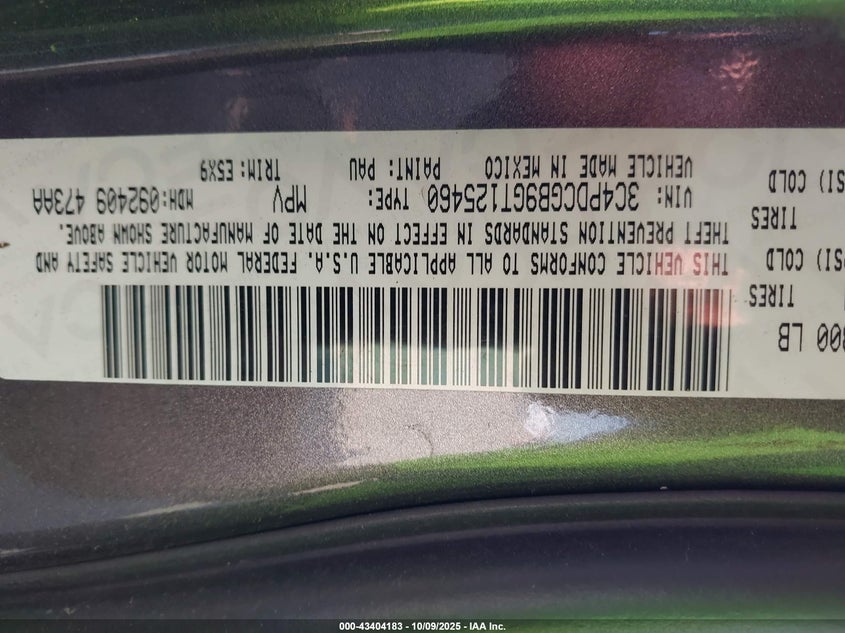 LB
TIRES
COLD
TIRES
COLD
THIS VEHICLE CONFORMS TO ALL APPLICABLE U.S.A. FEDERAL MOTOR VEHICLE SAFETY AND
THEFT PREVENTION STANDARDS IN EFFECT ON THE DATE OF MANUFACTURE SHOWN ABOVE.
VIN: 3C4PDCGB9GT125460 TYPE: MPV MDH:092409 473AA
VEHICLE MADE IN MEXICO PAINT: PAU TRIM: E5X9
000-43404183 - 10/09/2025 - IAA Inc.